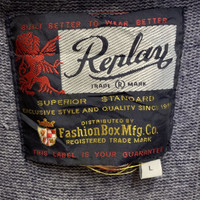 BUILT BETTER TO WEAR BETTER
Replay
TRADE ® MARK
SUPERIOR STANDARD
EXCLUSIVE STYLE AND QUALITY SINCE
DISTRIBUTED BY
Fashion Box Mfg. Co.
REGISTERED TRADE MARK
THIS LABEL IS YOUR GUARANTEE
L